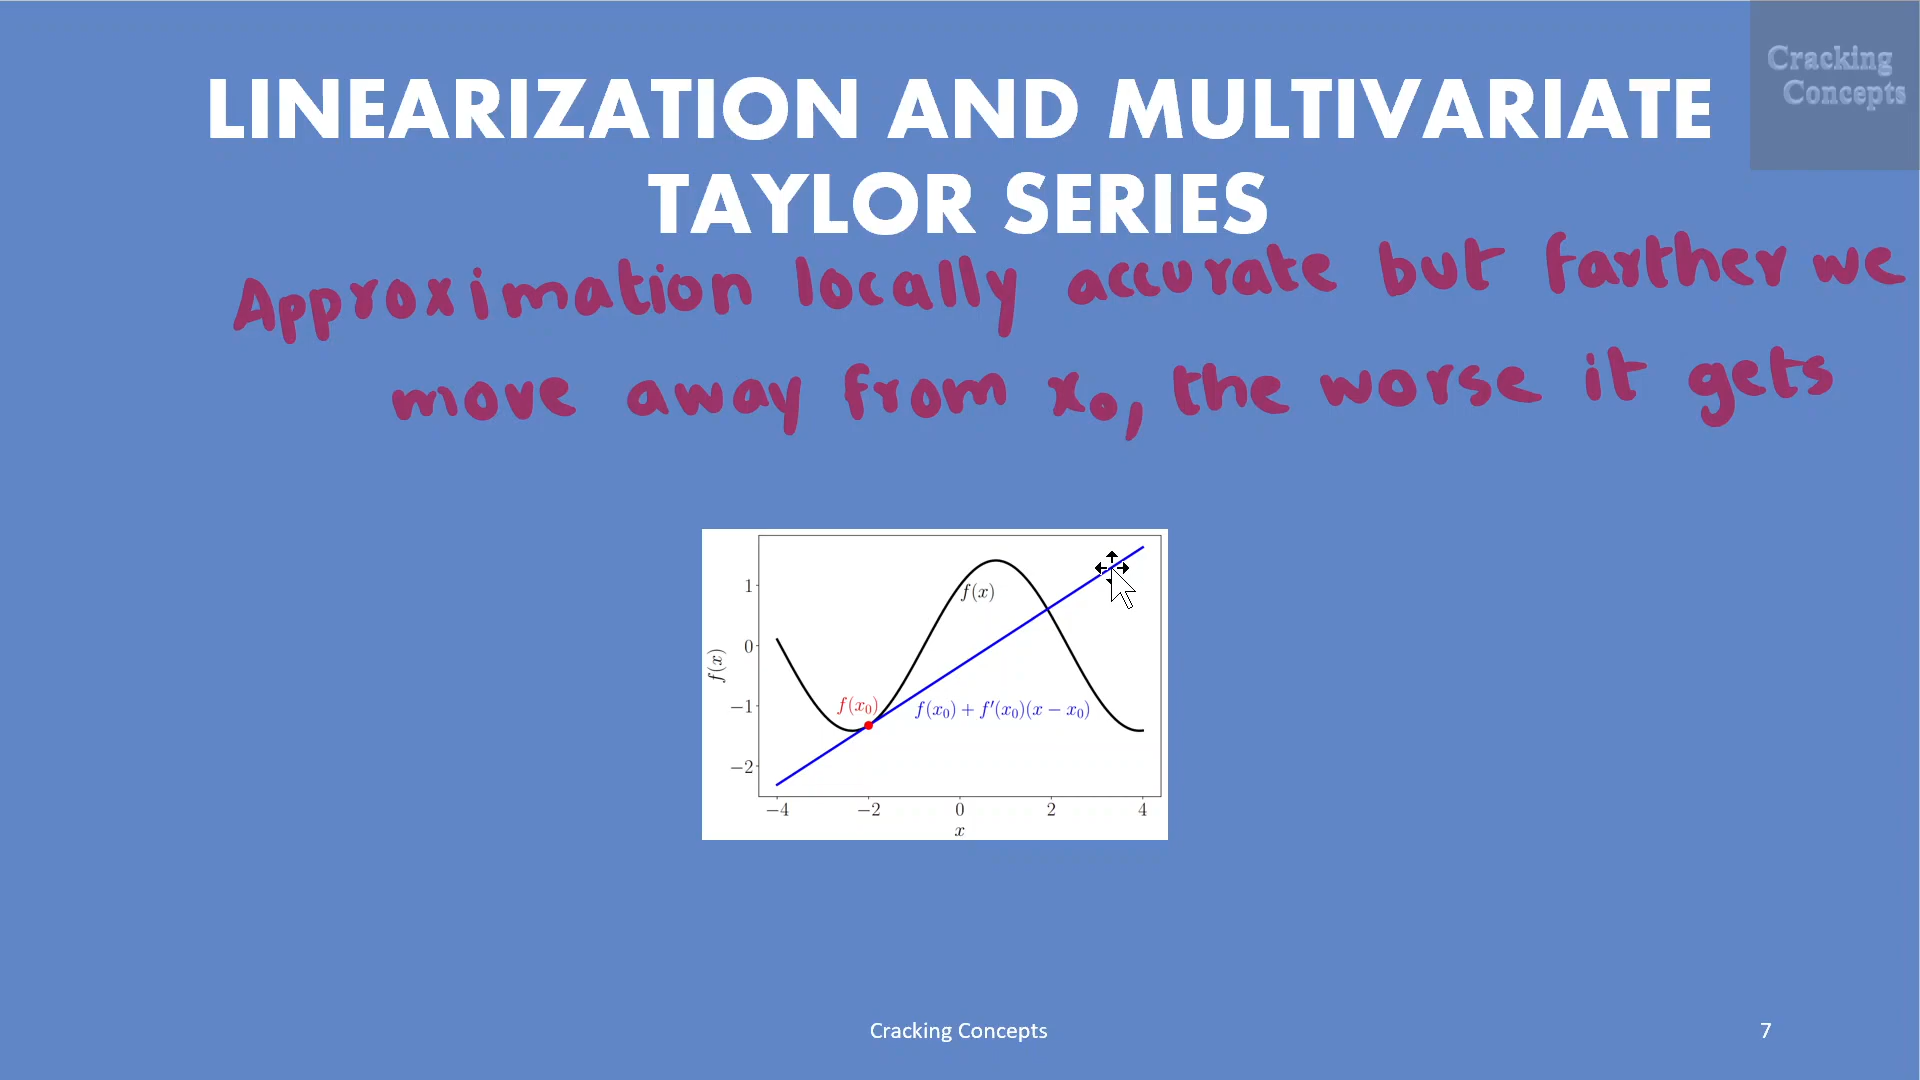 Cracking
Concepts
LINEARIZATION AND MULTIVARIATE
TAYLOR SERIES
Approximation locally accurate but farther we
move away from x₀, the worse it gets
1
0
−1
−2
f(x)
f(x)
f(x₀)
f(x₀) + f′(x₀)(x − x₀)
−4 −2 0 2 4
x
Cracking Concepts
7